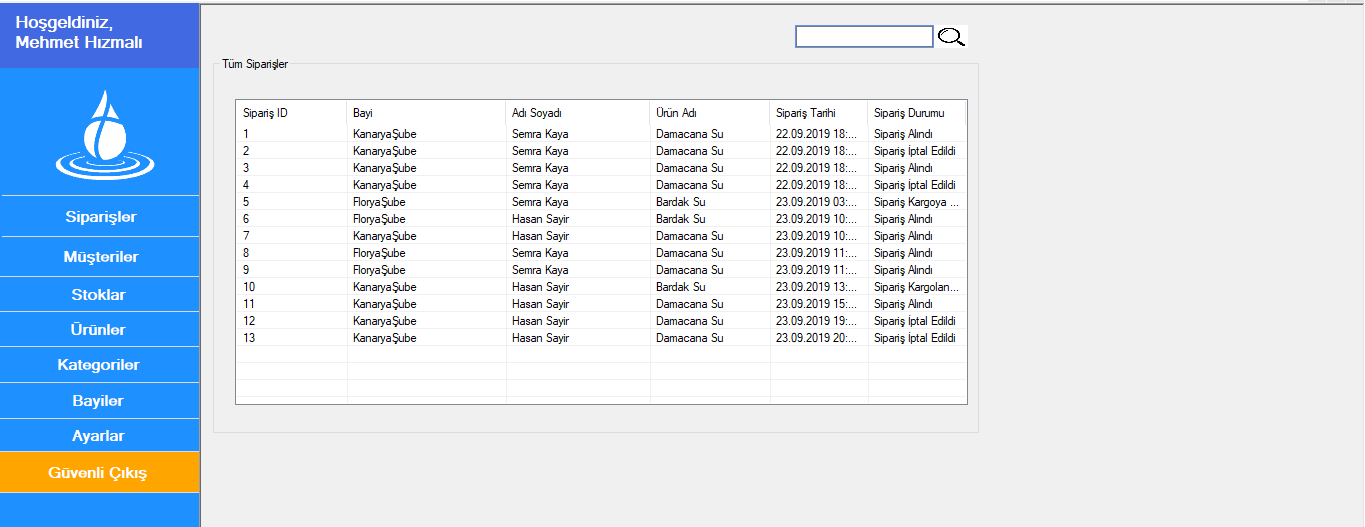 Hoşgeldiniz,
Mehmet Hızmalı
Siparişler
Müşteriler
Stoklar
Ürünler
Kategoriler
Bayiler
Ayarlar
Güvenli Çıkış
Tüm Siparişler
Sipariş ID Bayi Adı Soyadı Ürün Adı Sipariş Tarihi Sipariş Durumu
1 KanaryaŞube Semra Kaya Damacana Su 22.09.2019 18:... Sipariş Alındı
2 KanaryaŞube Semra Kaya Damacana Su 22.09.2019 18:... Sipariş İptal Edildi
3 KanaryaŞube Semra Kaya Damacana Su 22.09.2019 18:... Sipariş Alındı
4 KanaryaŞube Semra Kaya Damacana Su 22.09.2019 18:... Sipariş İptal Edildi
5 FloryaŞube Semra Kaya Bardak Su 23.09.2019 03:... Sipariş Kargoya ...
6 FloryaŞube Hasan Sayir Bardak Su 23.09.2019 10:... Sipariş Alındı
7 KanaryaŞube Hasan Sayir Damacana Su 23.09.2019 10:... Sipariş Alındı
8 FloryaŞube Semra Kaya Damacana Su 23.09.2019 11:... Sipariş Alındı
9 FloryaŞube Semra Kaya Damacana Su 23.09.2019 11:... Sipariş Alındı
10 KanaryaŞube Hasan Sayir Bardak Su 23.09.2019 13:... Sipariş Kargolan...
11 KanaryaŞube Hasan Sayir Damacana Su 23.09.2019 15:... Sipariş Alındı
12 KanaryaŞube Hasan Sayir Damacana Su 23.09.2019 19:... Sipariş İptal Edildi
13 KanaryaŞube Hasan Sayir Damacana Su 23.09.2019 20:... Sipariş İptal Edildi